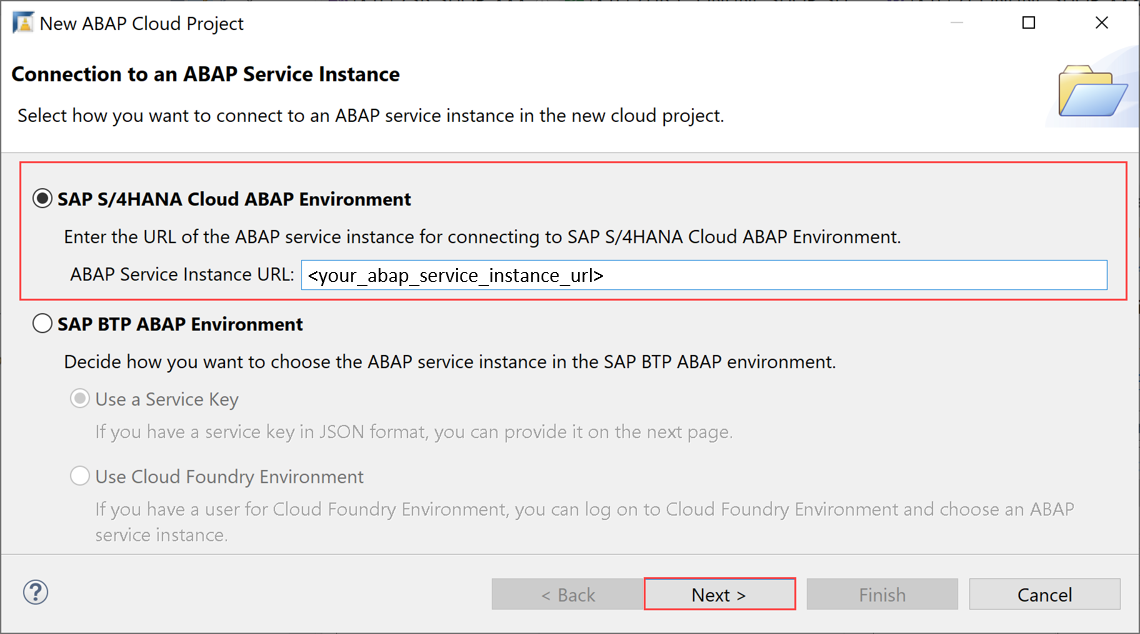 New ABAP Cloud Project
Connection to an ABAP Service Instance
Select how you want to connect to an ABAP service instance in the new cloud project.
SAP S/4HANA Cloud ABAP Environment
Enter the URL of the ABAP service instance for connecting to SAP S/4HANA Cloud ABAP Environment.
ABAP Service Instance URL: <your_abap_service_instance_url>
SAP BTP ABAP Environment
Decide how you want to choose the ABAP service instance in the SAP BTP ABAP environment.
Use a Service Key
If you have a service key in JSON format, you can provide it on the next page.
Use Cloud Foundry Environment
If you have a user for Cloud Foundry Environment, you can log on to Cloud Foundry Environment and choose an ABAP
service instance.
? < Back Next > Finish Cancel